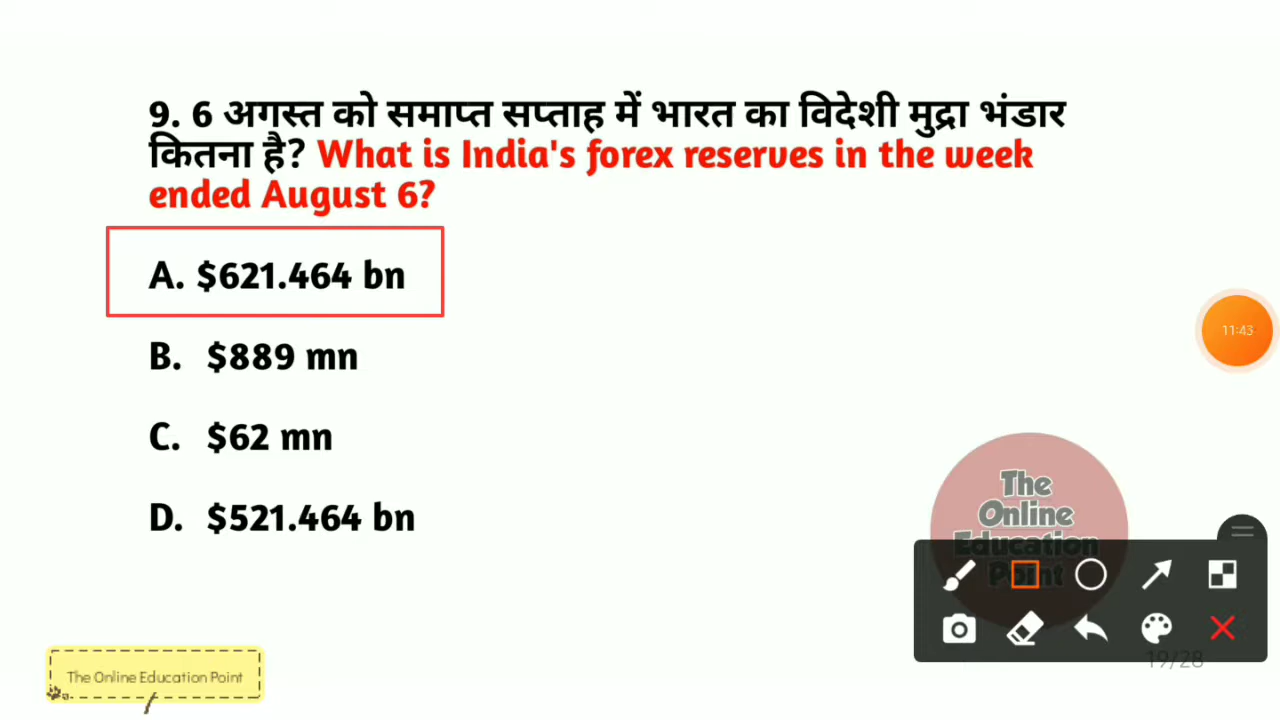 9. 6 अगस्त को समाप्त सप्ताह में भारत का विदेशी मुद्रा भंडार
कितना है? What is India's forex reserves in the week
ended August 6?
A. $621.464 bn
B. $889 mn
C. $62 mn
D. $521.464 bn
11:43
The
Online
Education
Point
19/28
The Online Education Point